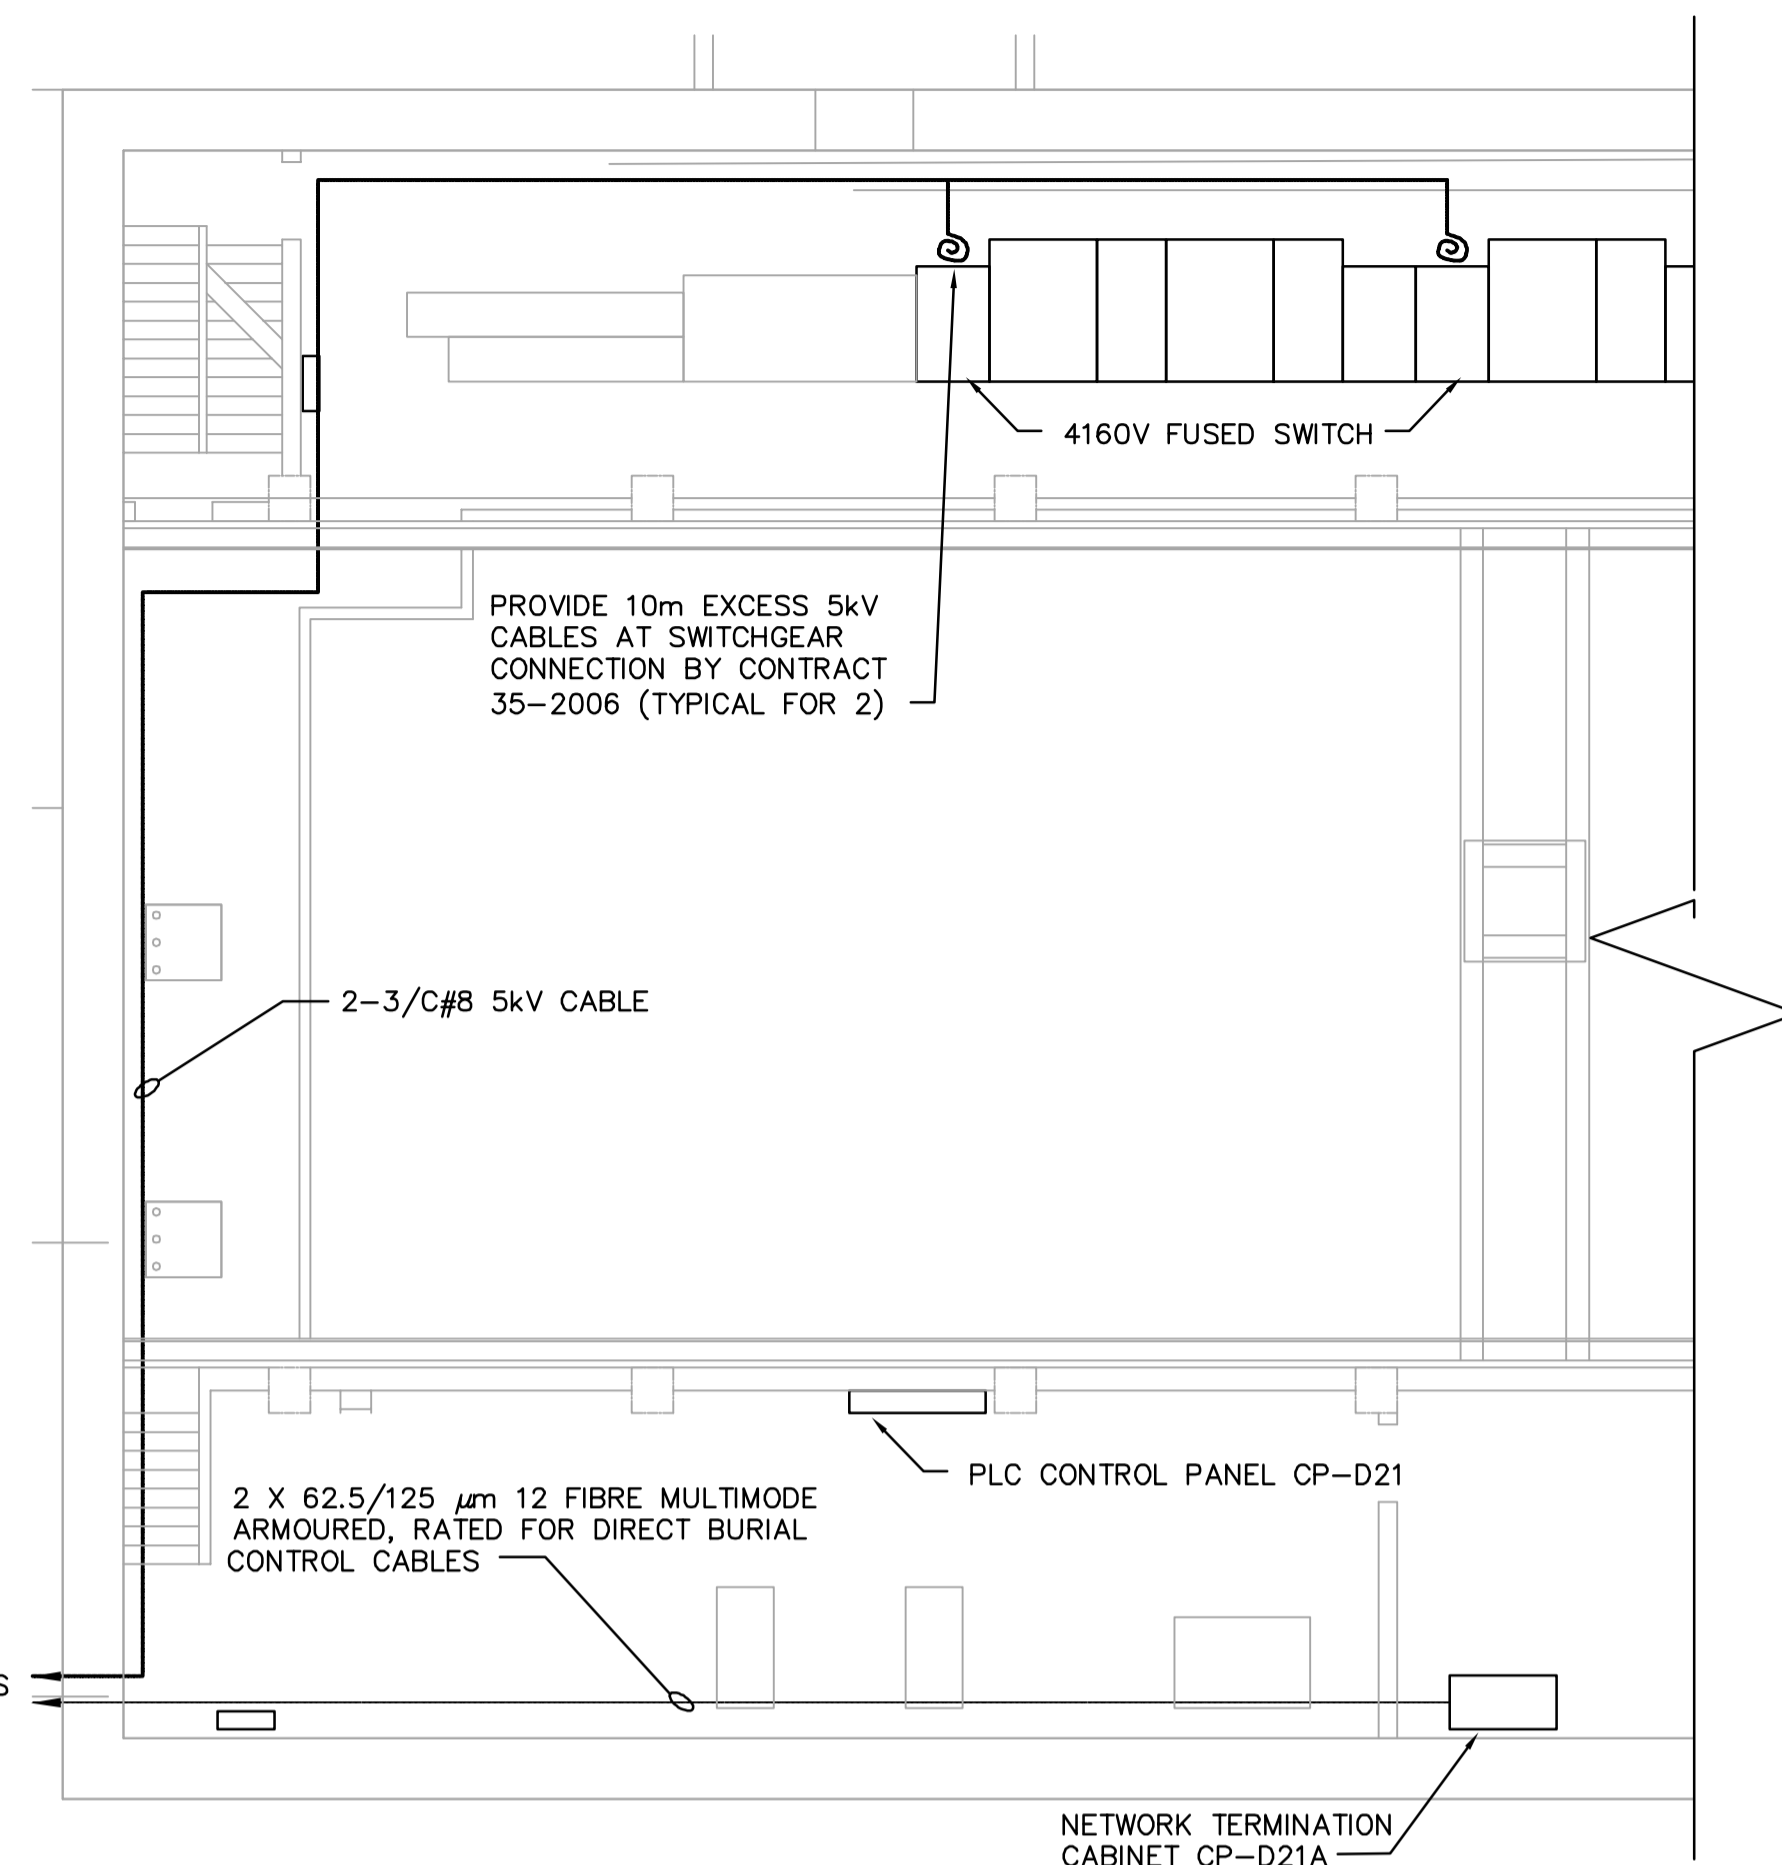 4160V FUSED SWITCH
PROVIDE 10m EXCESS 5kV
CABLES AT SWITCHGEAR
CONNECTION BY CONTRACT
35-2006 (TYPICAL FOR 2)
2-3/C#8 5kV CABLE
PLC CONTROL PANEL CP-D21
2 X 62.5/125 μm 12 FIBRE MULTIMODE
ARMOURED, RATED FOR DIRECT BURIAL
CONTROL CABLES
S
NETWORK TERMINATION
CABINET CP-D21A